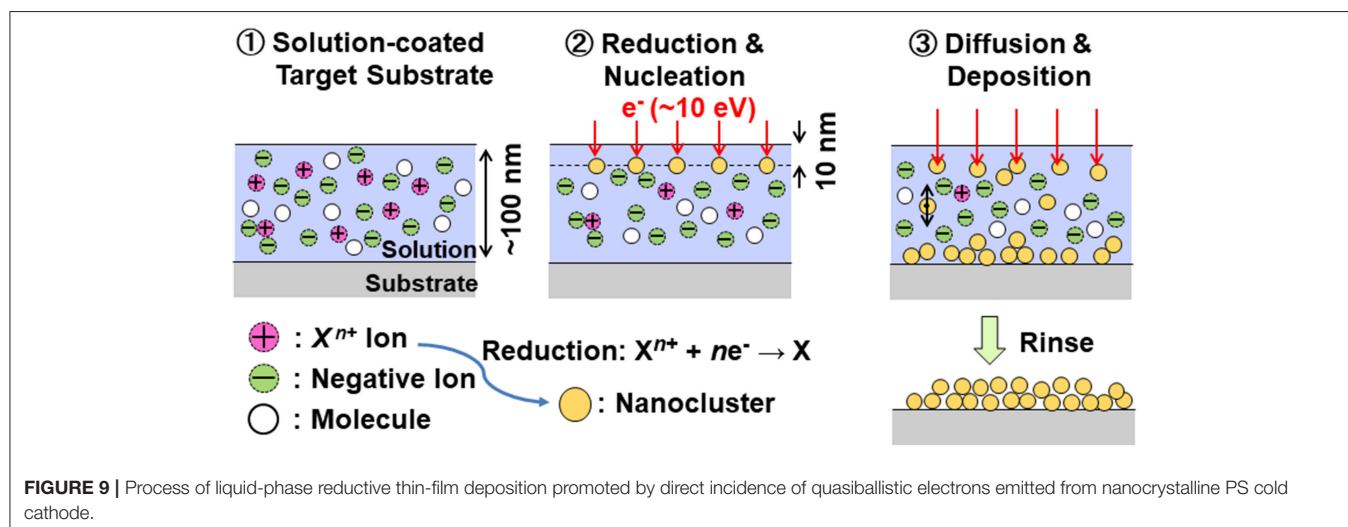 ① Solution-coated
Target Substrate
② Reduction &
Nucleation
③ Diffusion &
Deposition
e⁻ (~10 eV)
10 nm
~100 nm
Solution
Substrate
+ : Xⁿ⁺ Ion
− : Negative Ion
: Molecule
Reduction: Xⁿ⁺ + ne⁻ → X
: Nanocluster
Rinse
FIGURE 9 | Process of liquid-phase reductive thin-film deposition promoted by direct incidence of quasiballistic electrons emitted from nanocrystalline PS cold
cathode.